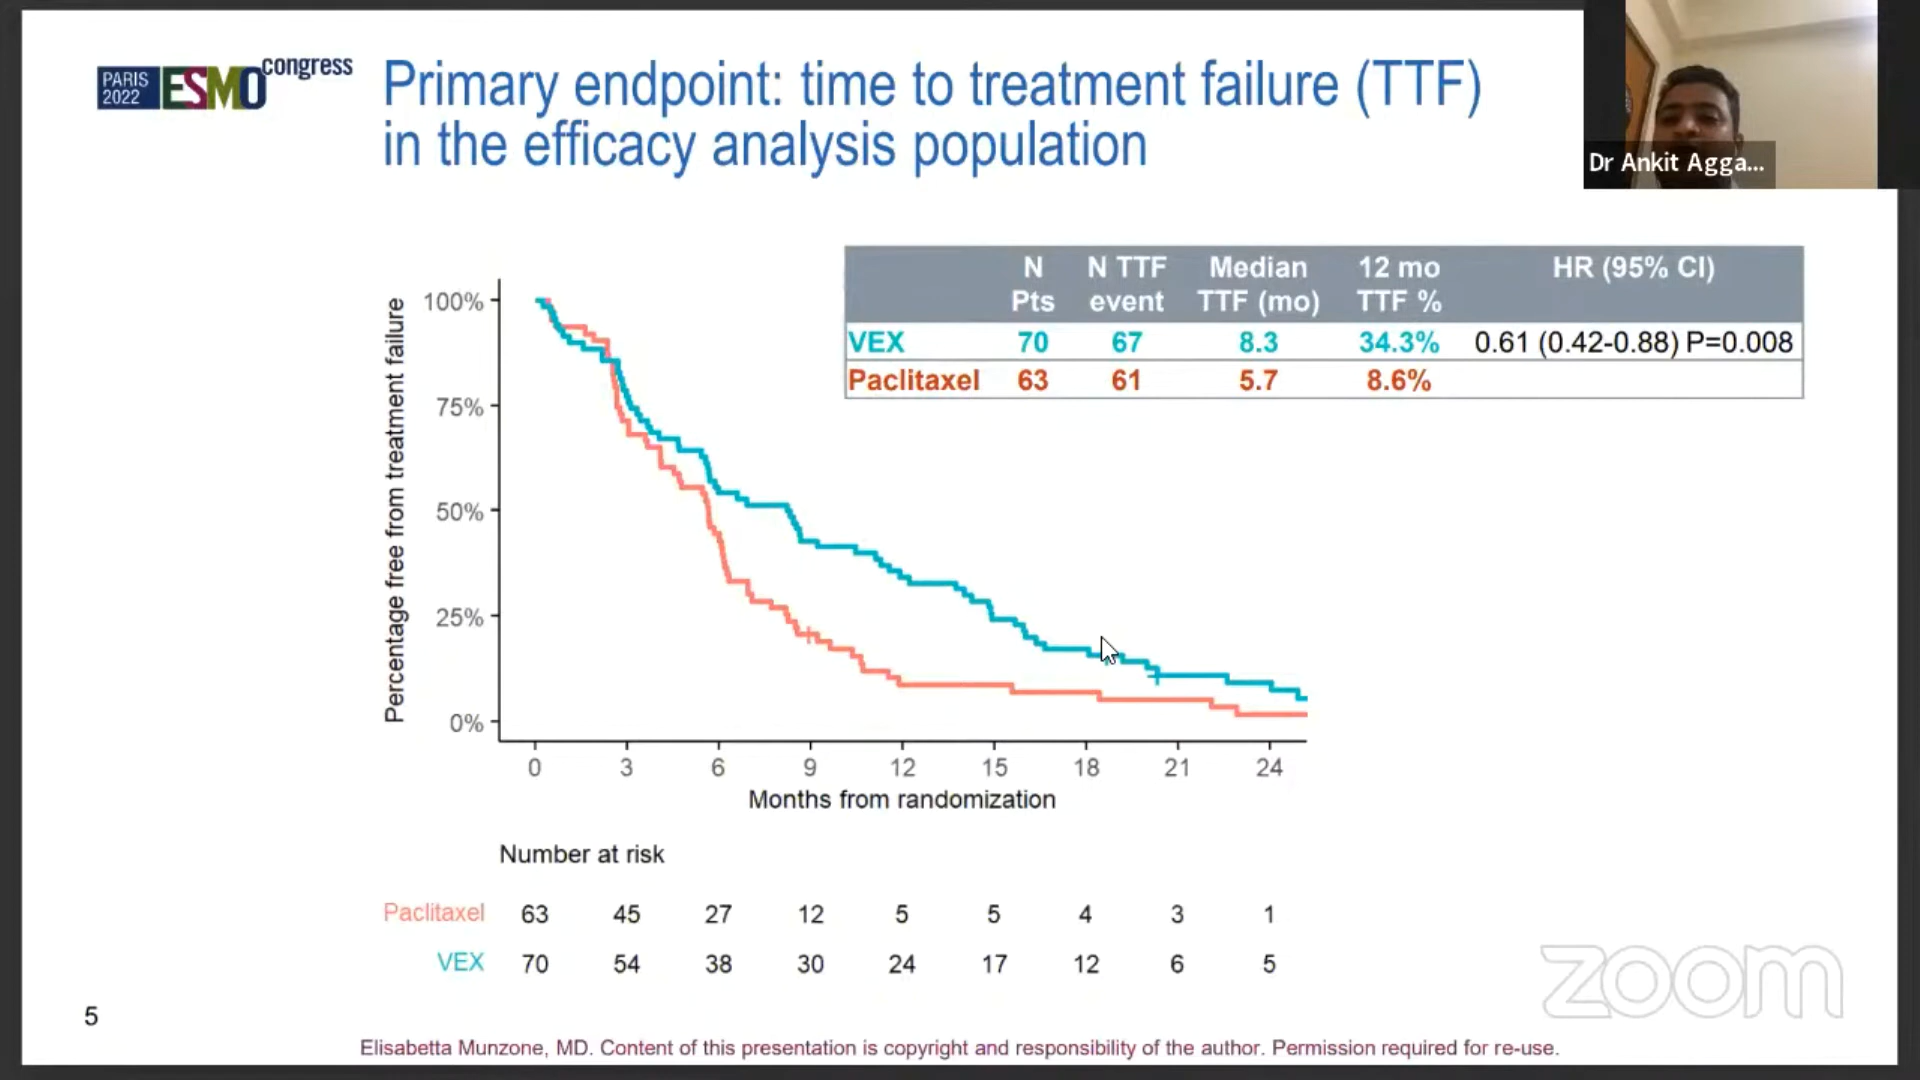 PARIS
2022
ESMO congress
Primary endpoint: time to treatment failure (TTF)
in the efficacy analysis population
Dr Ankit Agga...
N Pts N TTF event Median TTF (mo) 12 mo TTF % HR (95% CI)
VEX 70 67 8.3 34.3% 0.61 (0.42-0.88) P=0.008
Paclitaxel 63 61 5.7 8.6%
Percentage free from treatment failure
100%
75%
50%
25%
0%
0 3 6 9 12 15 18 21 24
Months from randomization
Number at risk
Paclitaxel 63 45 27 12 5 5 4 3 1
VEX 70 54 38 30 24 17 12 6 5
zoom
5
Elisabetta Munzone, MD. Content of this presentation is copyright and responsibility of the author. Permission required for re-use.